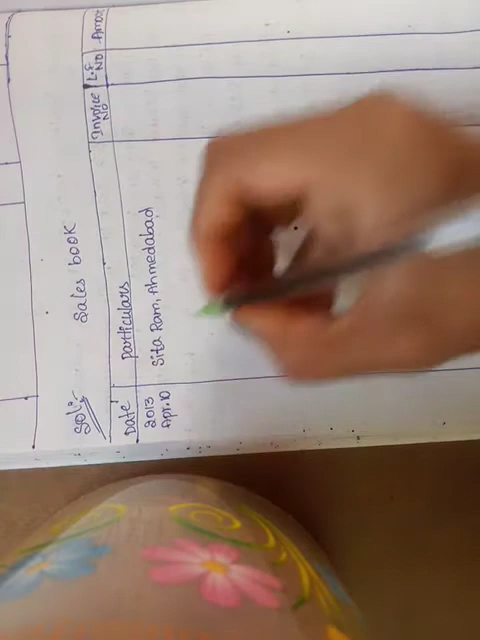 Sol:
Sales book
Date Particulars Invoice No L.F No Amount
2013
Apr.10 Sita Ram, Ahmedabad